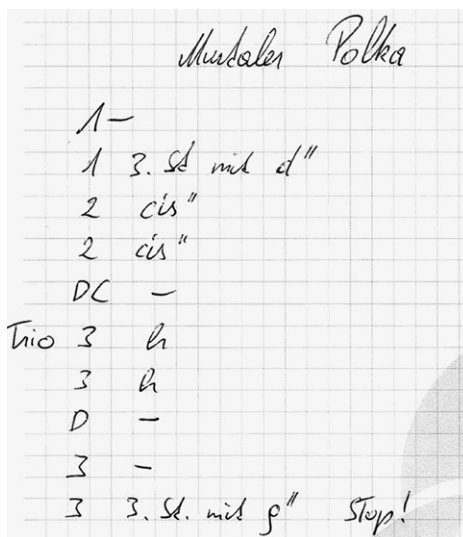 Murtaler Polka
1 –
1 3. St mit d"
2 cis"
2 cis"
DC –
Trio 3 h
3 h
D –
3 –
3 3. St. mit g" Stop!